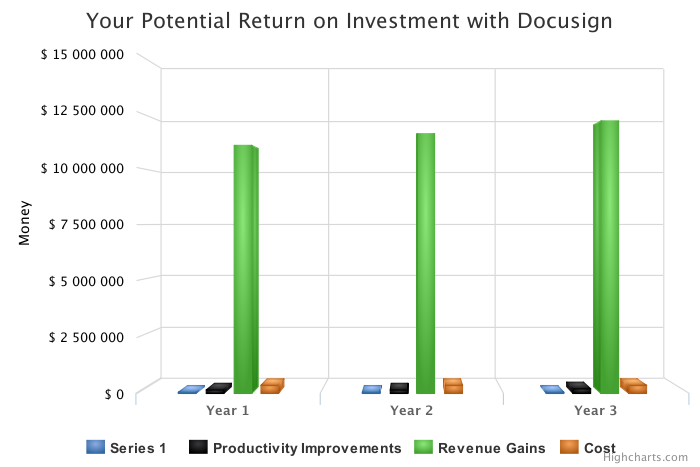 Your Potential Return on Investment with Docusign
$ 15 000 000
$ 12 500 000
$ 10 000 000
$ 7 500 000
$ 5 000 000
$ 2 500 000
$ 0
Money
Year 1
Year 2
Year 3
Series 1
Productivity Improvements
Revenue Gains
Cost
Highcharts.com